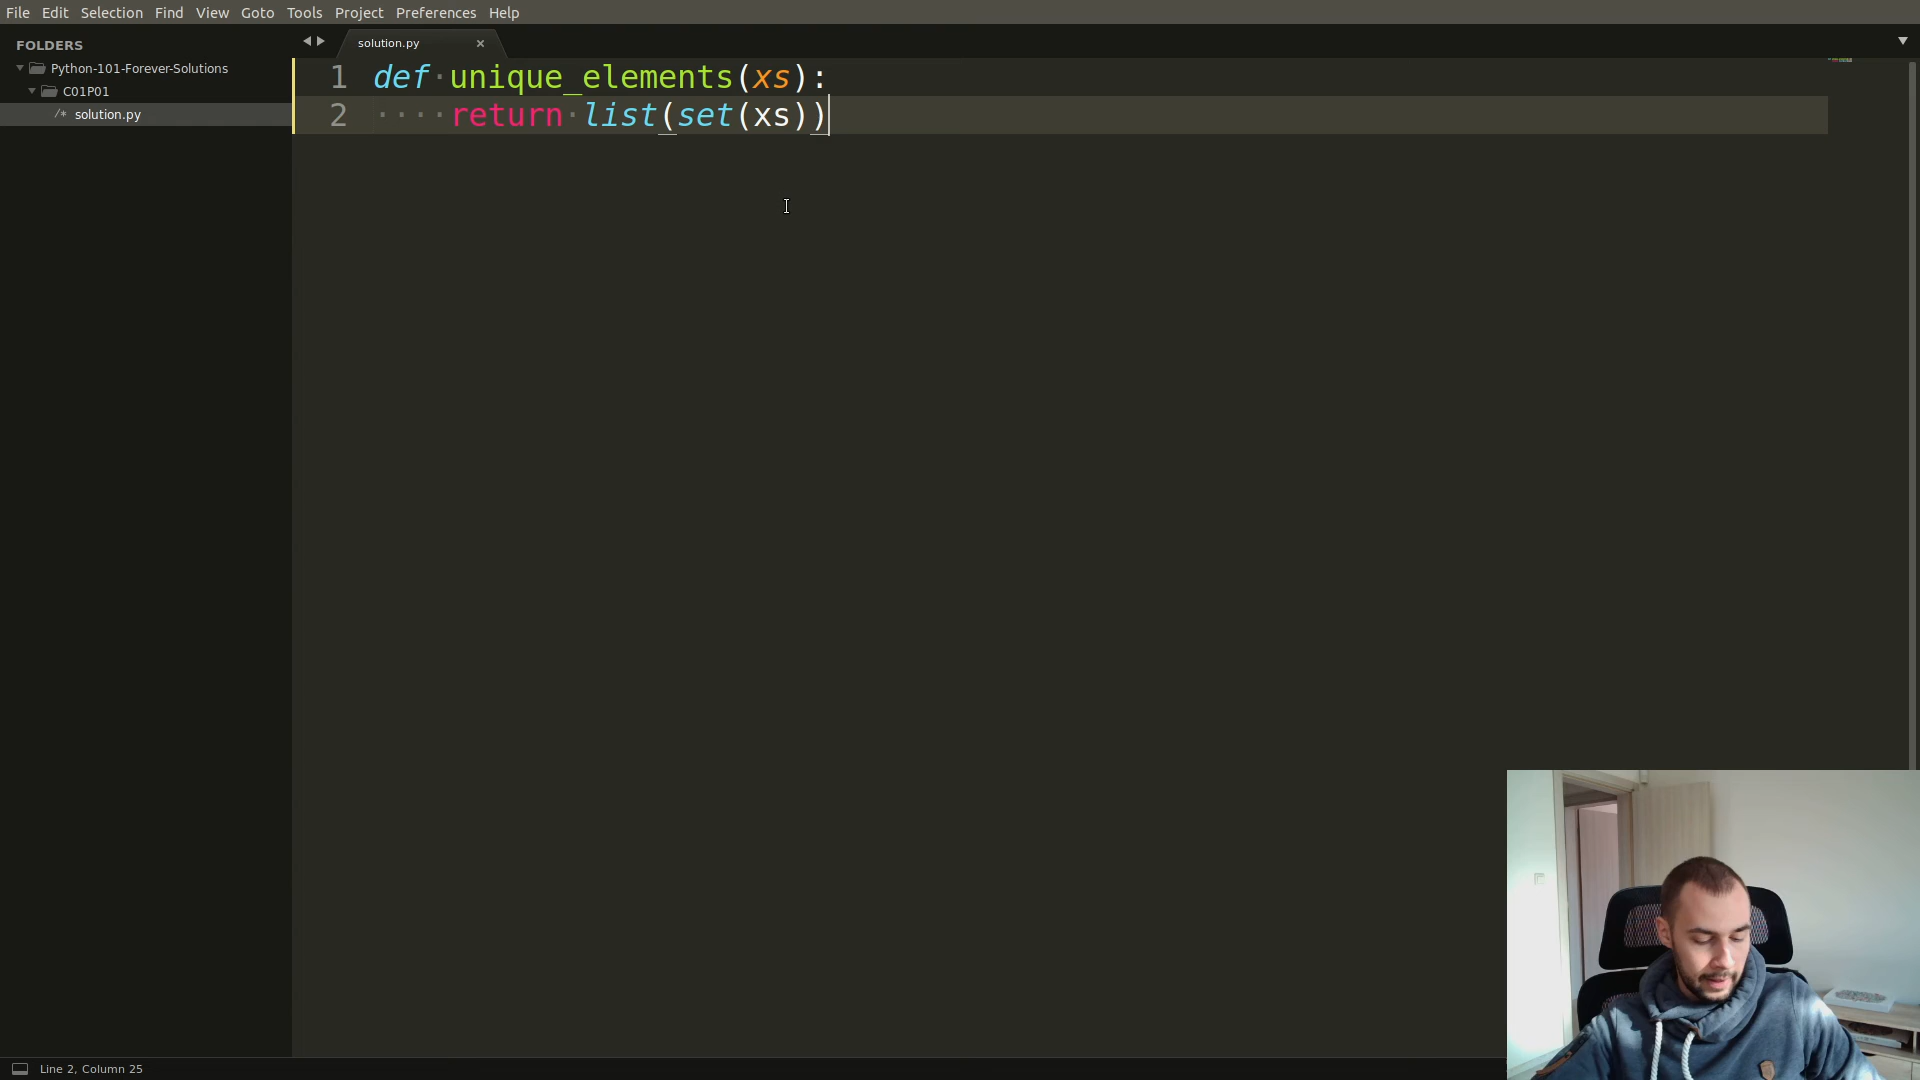 File Edit Selection Find View Goto Tools Project Preferences Help
FOLDERS
Python-101-Forever-Solutions
C01P01
/* solution.py
solution.py ×
1 def unique_elements(xs):
2     return list(set(xs))
Line 2, Column 25